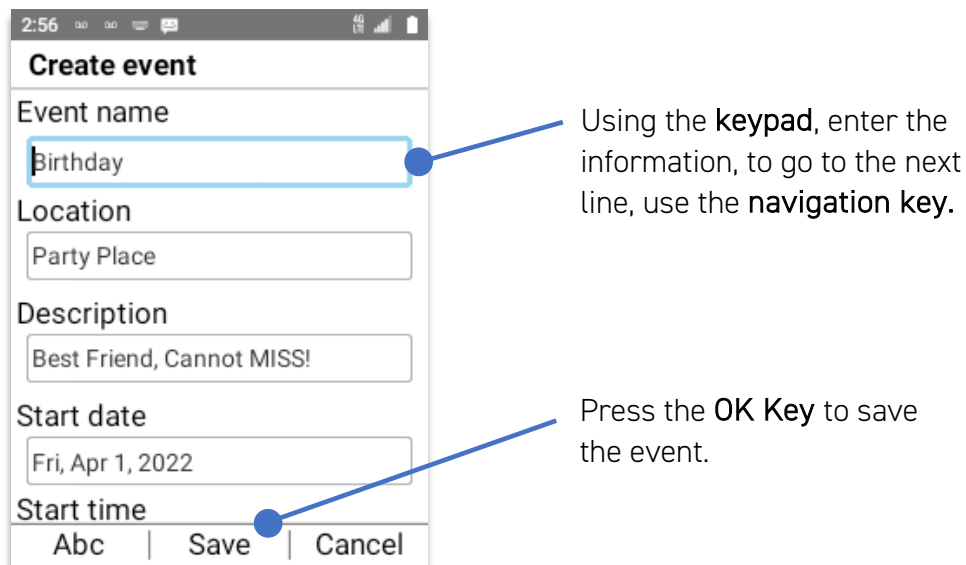 2:56 4G LTE
Create event
Event name
Birthday
Location
Party Place
Description
Best Friend, Cannot MISS!
Start date
Fri, Apr 1, 2022
Start time
Abc | Save | Cancel
Using the keypad, enter the
information, to go to the next
line, use the navigation key.
Press the OK Key to save
the event.